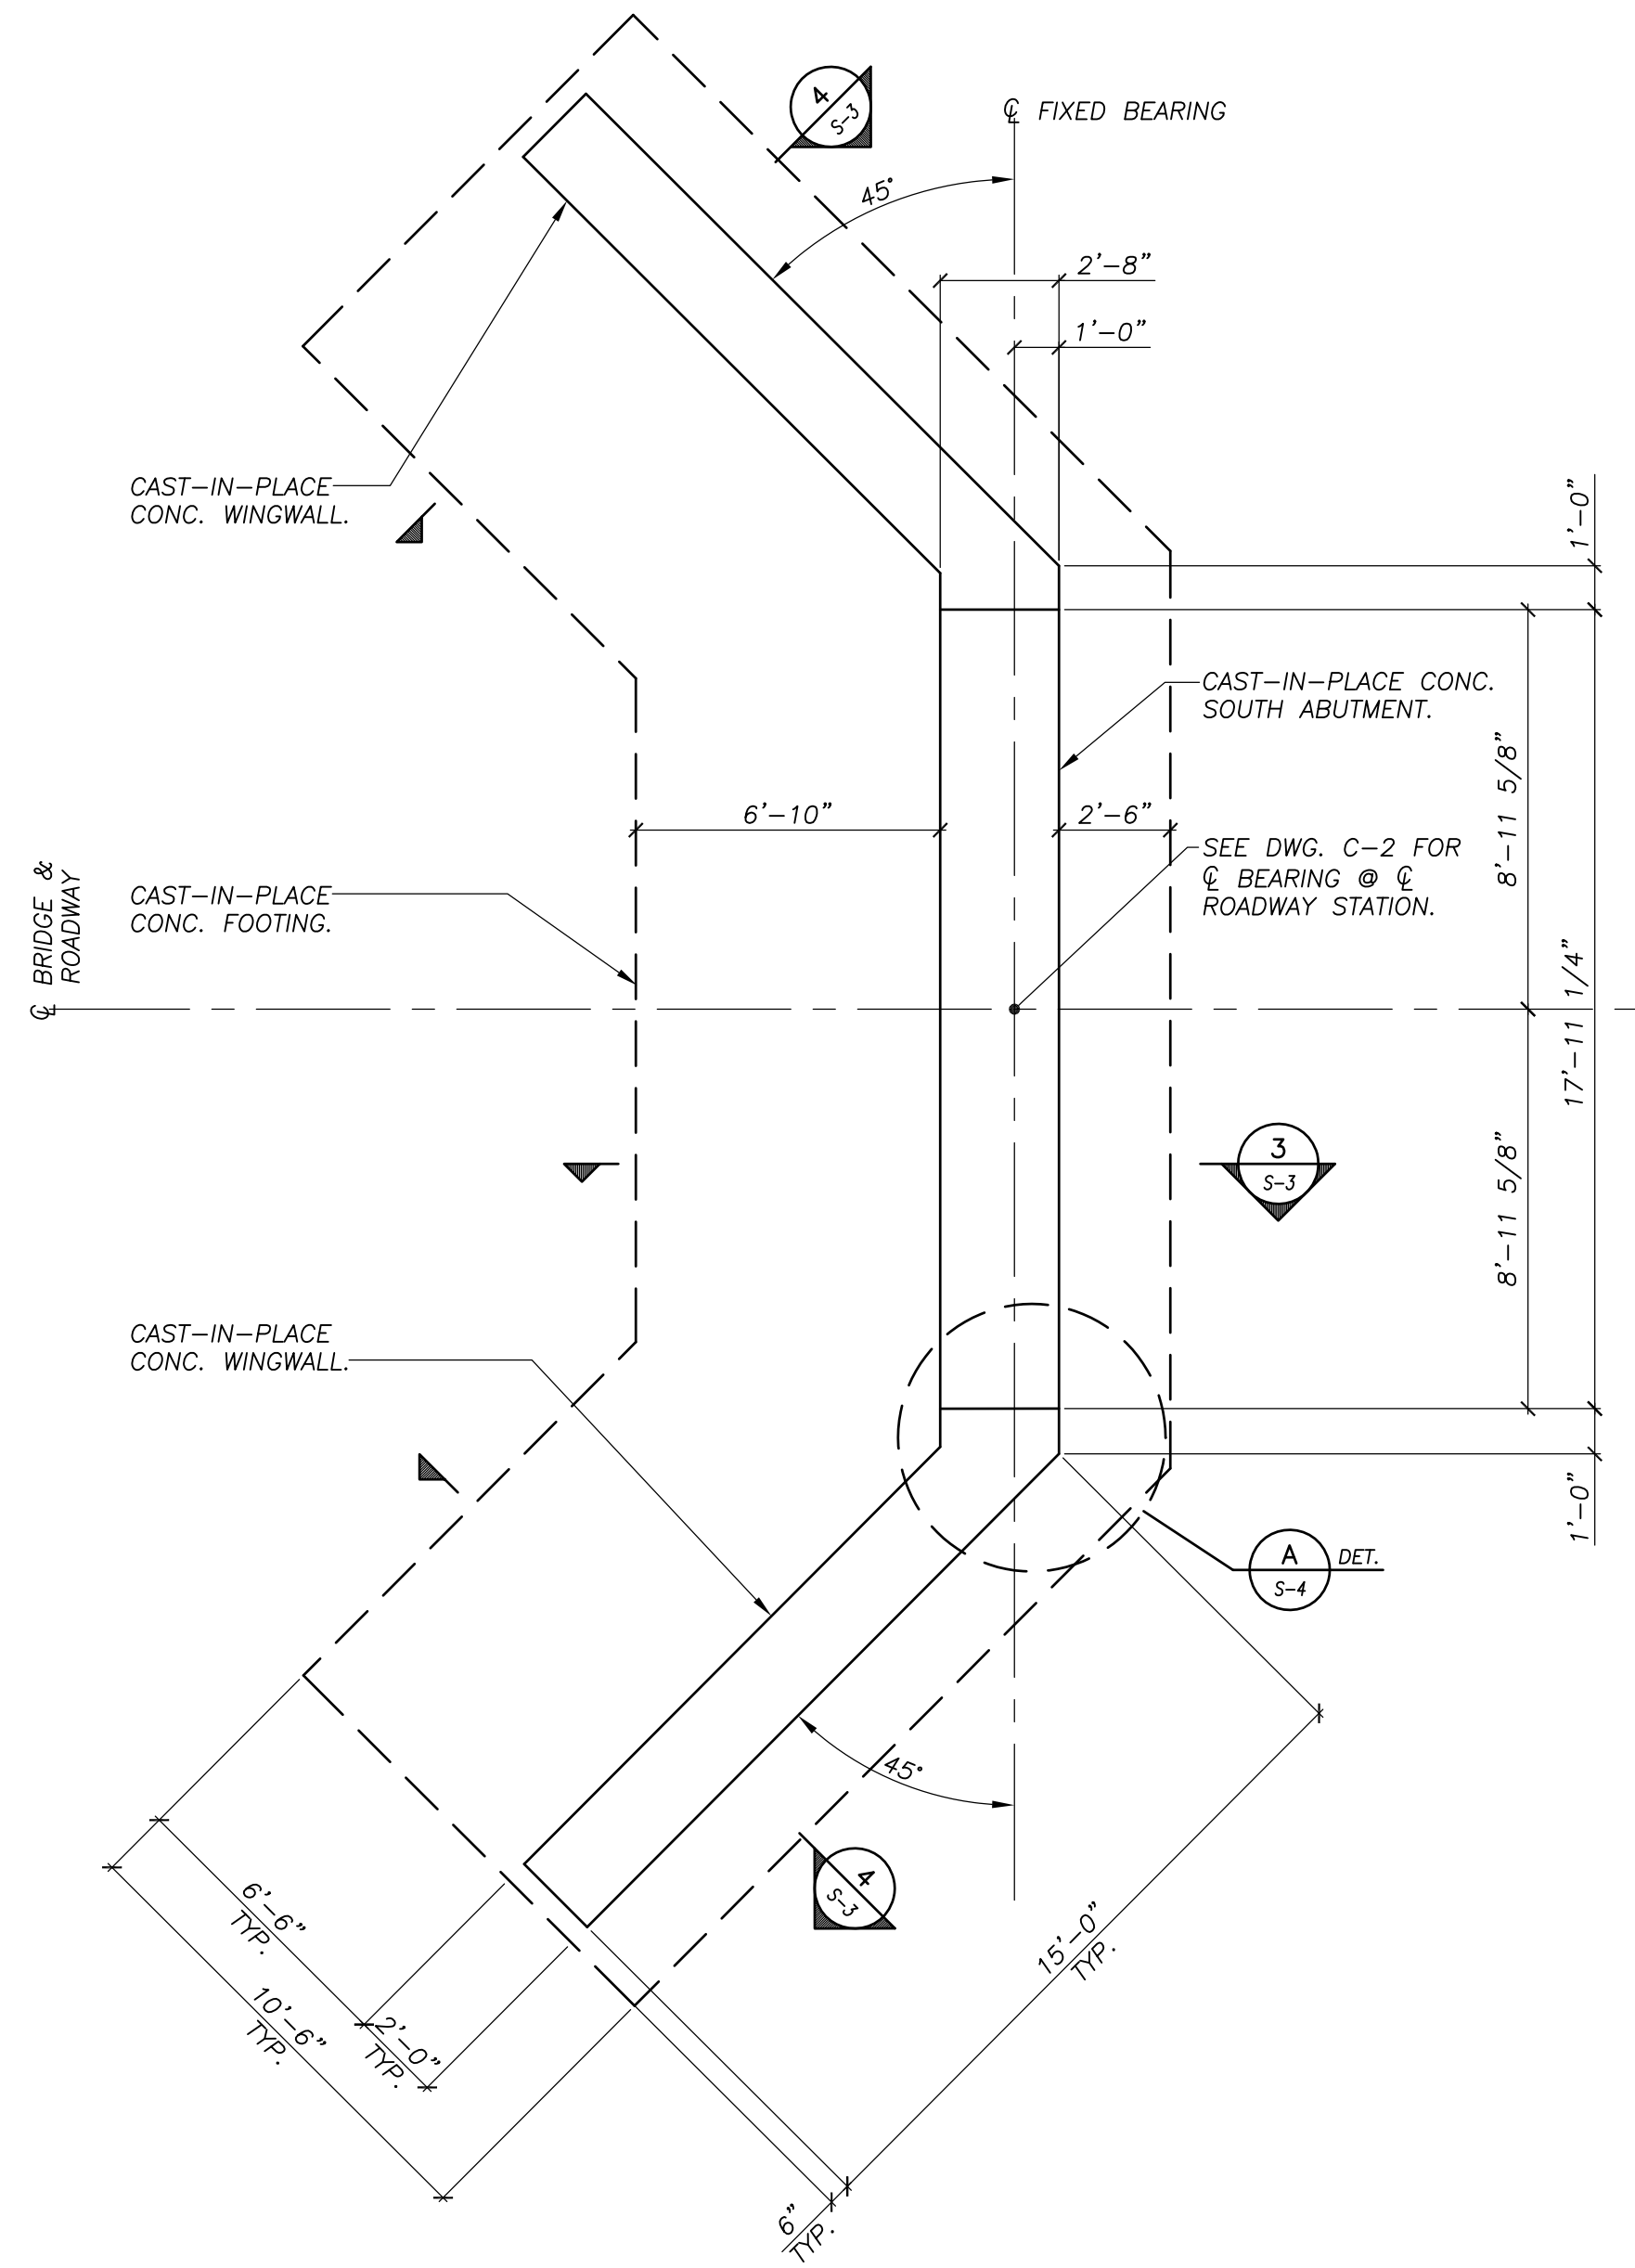 4
S-3
℄ FIXED BEARING
45°
2'-8"
1'-0"
CAST-IN-PLACE
CONC. WINGWALL.
1'-0"
CAST-IN-PLACE CONC.
SOUTH ABUTMENT.
8'-11 5/8"
6'-10"
2'-6"
SEE DWG. C-2 FOR
℄ BEARING @ ℄
ROADWAY STATION.
℄ BRIDGE &
ROADWAY
CAST-IN-PLACE
CONC. FOOTING.
17'-11 1/4"
3
S-3
8'-11 5/8"
CAST-IN-PLACE
CONC. WINGWALL.
1'-0"
A
S-4
DET.
45°
4
S-3
6'-6"
TYP.
15'-0"
TYP.
10'-6"
TYP.
2'-0"
TYP.
6"
TYP.